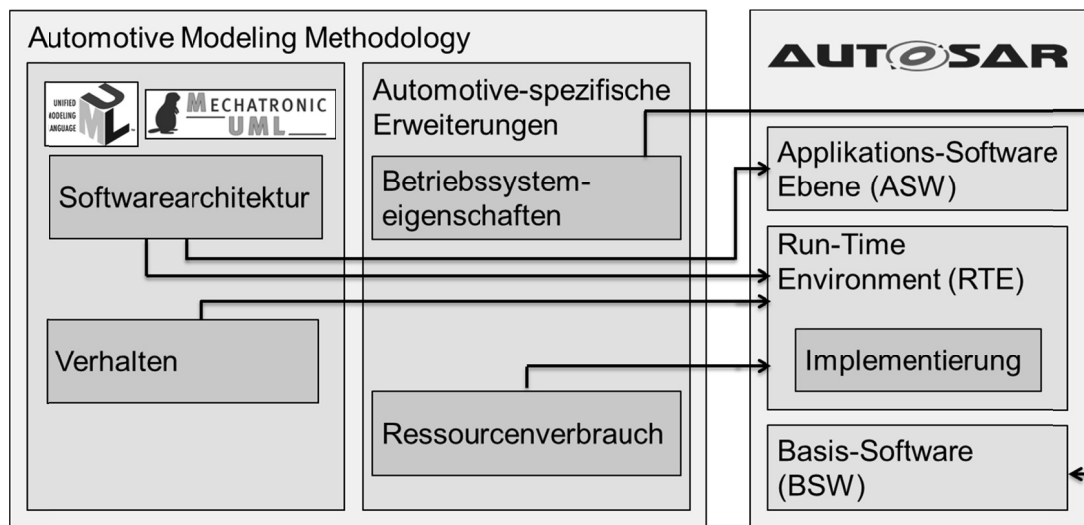 Automotive Modeling Methodology
UNIFIED
MODELING
LANGUAGE
UML
MECHATRONIC
UML
Softwarearchitektur
Verhalten
Automotive-spezifische
Erweiterungen
Betriebssystem-
eigenschaften
Ressourcenverbrauch
AUTOSAR
Applikations-Software
Ebene (ASW)
Run-Time
Environment (RTE)
Implementierung
Basis-Software
(BSW)